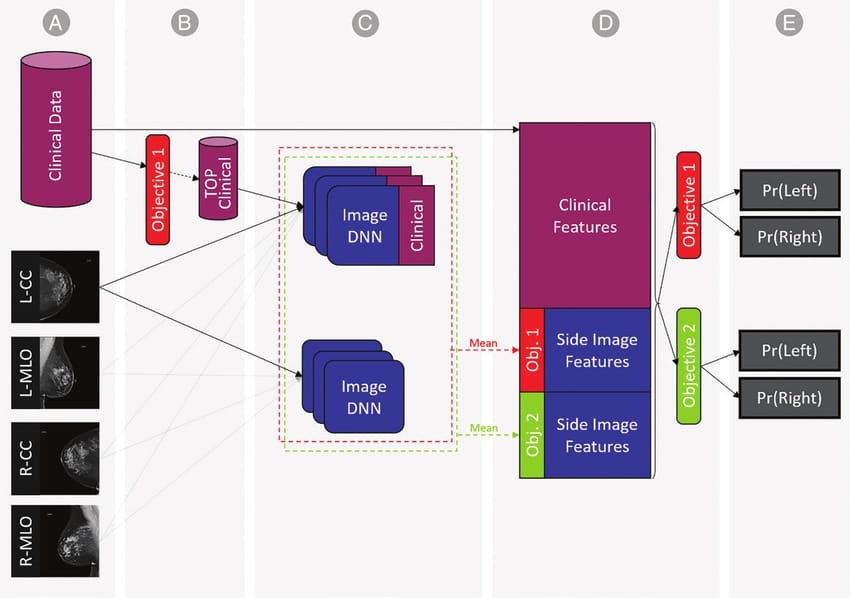 A
B
C
D
E
Clinical Data
Objective 1
TOP
Clinical
L-CC
L-MLO
R-CC
R-MLO
Image
DNN
Clinical
Image
DNN
Mean
Mean
Clinical
Features
Obj. 1
Side Image
Features
Obj. 2
Side Image
Features
Objective 1
Objective 2
Pr(Left)
Pr(Right)
Pr(Left)
Pr(Right)